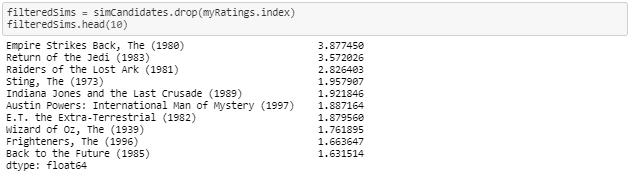 filteredSims = simCandidates.drop(myRatings.index)
filteredSims.head(10)
Empire Strikes Back, The (1980) 3.877450
Return of the Jedi (1983) 3.572026
Raiders of the Lost Ark (1981) 2.826403
Sting, The (1973) 1.957907
Indiana Jones and the Last Crusade (1989) 1.921846
Austin Powers: International Man of Mystery (1997) 1.887164
E.T. the Extra-Terrestrial (1982) 1.879560
Wizard of Oz, The (1939) 1.761895
Frighteners, The (1996) 1.663647
Back to the Future (1985) 1.631514
dtype: float64